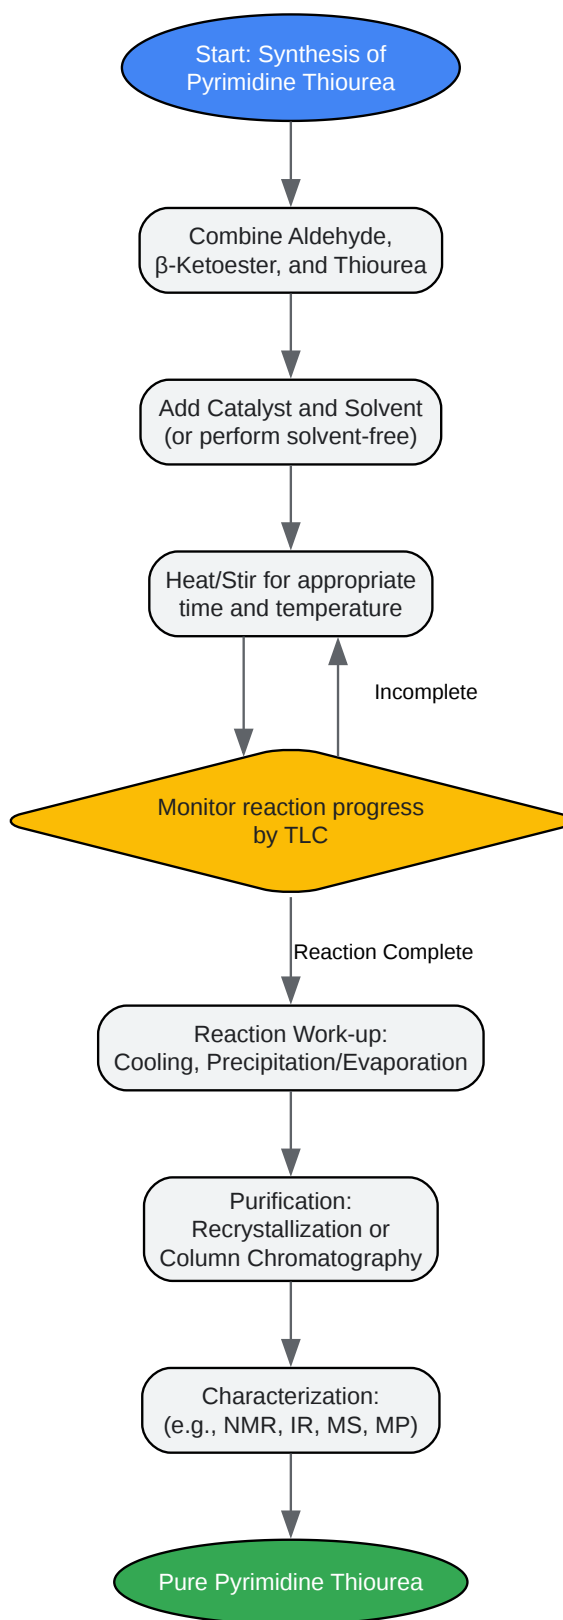 Start: Synthesis of
Pyrimidine Thiourea
Combine Aldehyde,
β-Ketoester, and Thiourea
Add Catalyst and Solvent
(or perform solvent-free)
Heat/Stir for appropriate
time and temperature
Incomplete
Monitor reaction progress
by TLC
Reaction Complete
Reaction Work-up:
Cooling, Precipitation/Evaporation
Purification:
Recrystallization or
Column Chromatography
Characterization:
(e.g., NMR, IR, MS, MP)
Pure Pyrimidine Thiourea